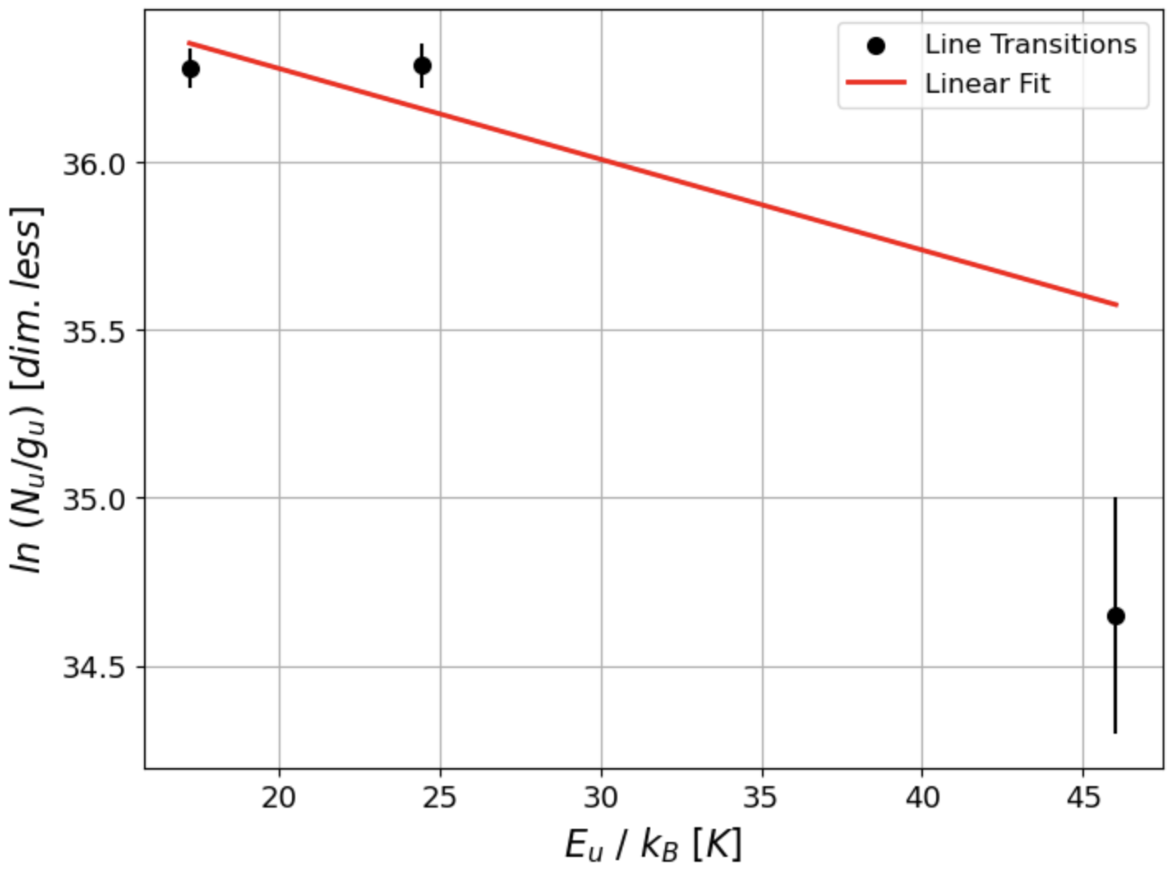 Line Transitions
Linear Fit
36.0
35.5
35.0
34.5
ln (Nu/gu) [dim. less]
20 25 30 35 40 45
Eu / kB [K]